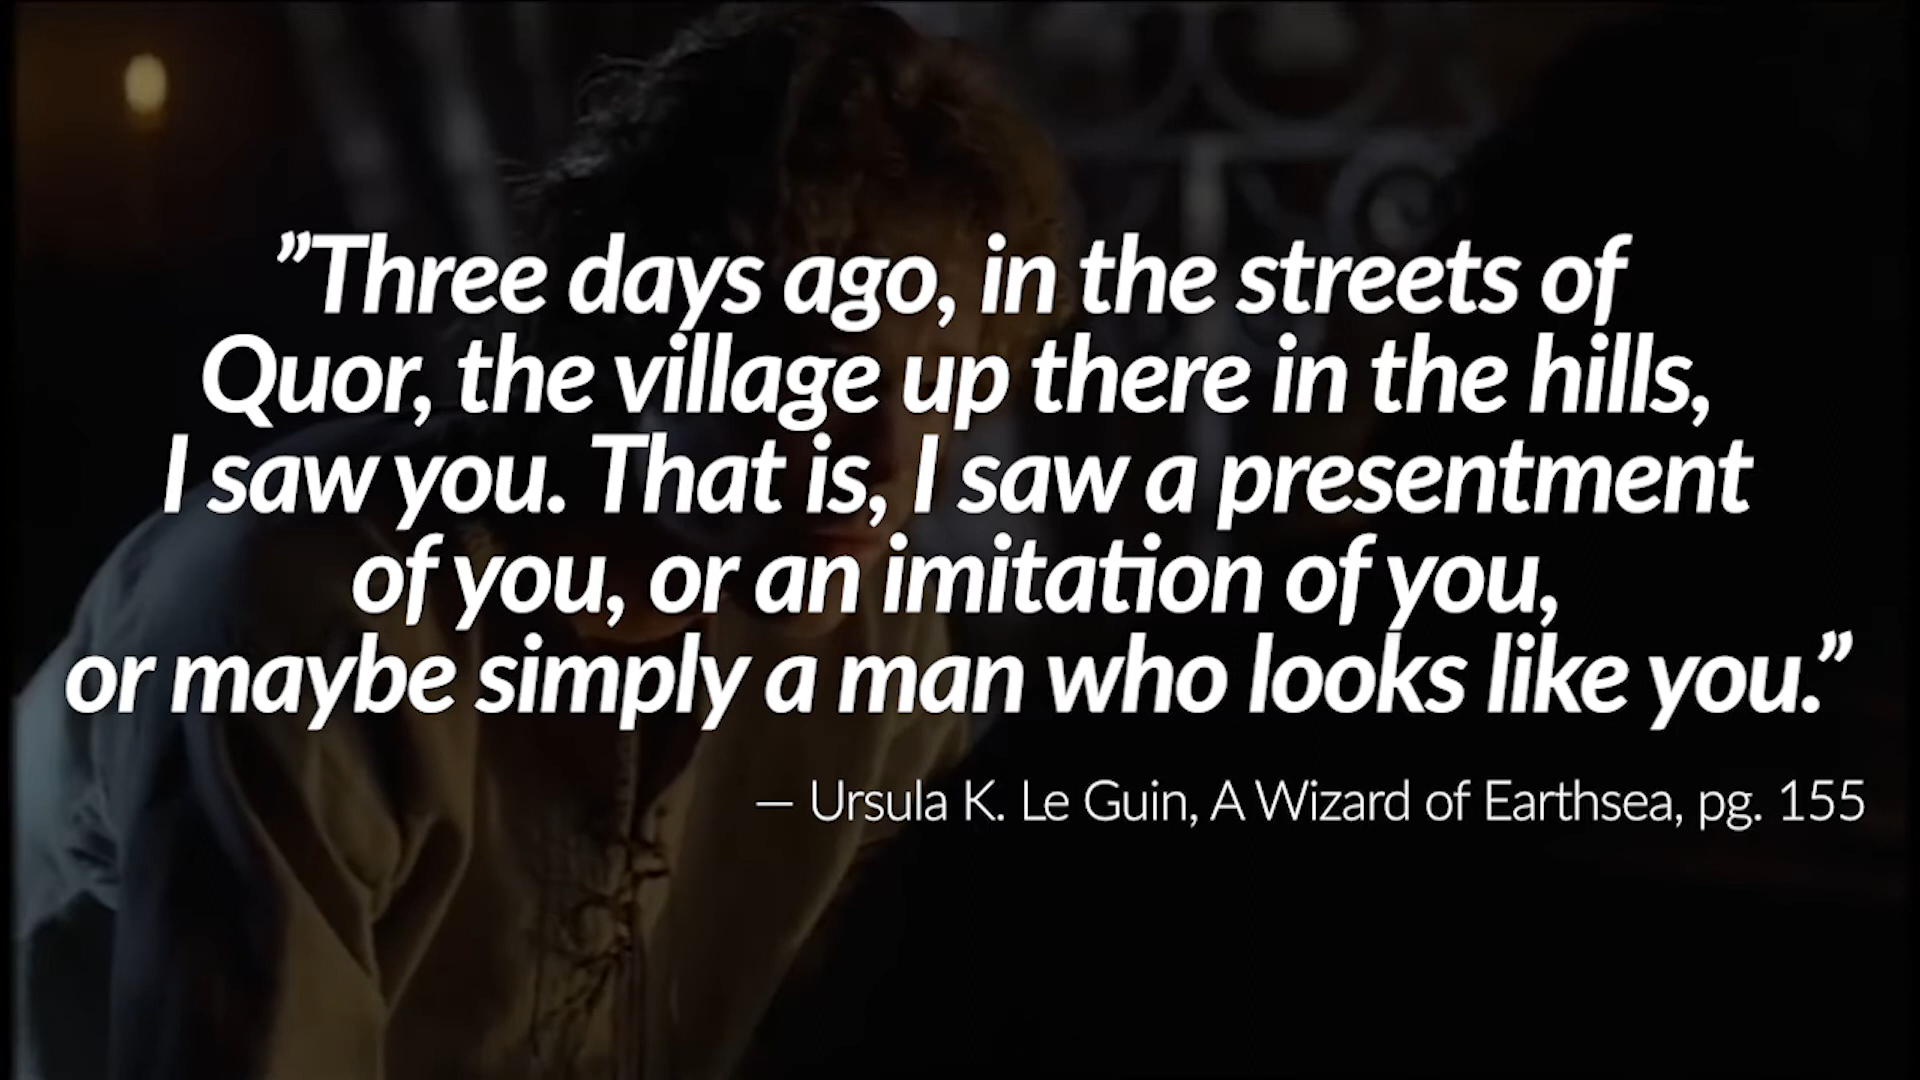 ”Three days ago, in the streets of
Quor, the village up there in the hills,
I saw you. That is, I saw a presentment
of you, or an imitation of you,
or maybe simply a man who looks like you.”
— Ursula K. Le Guin, A Wizard of Earthsea, pg. 155